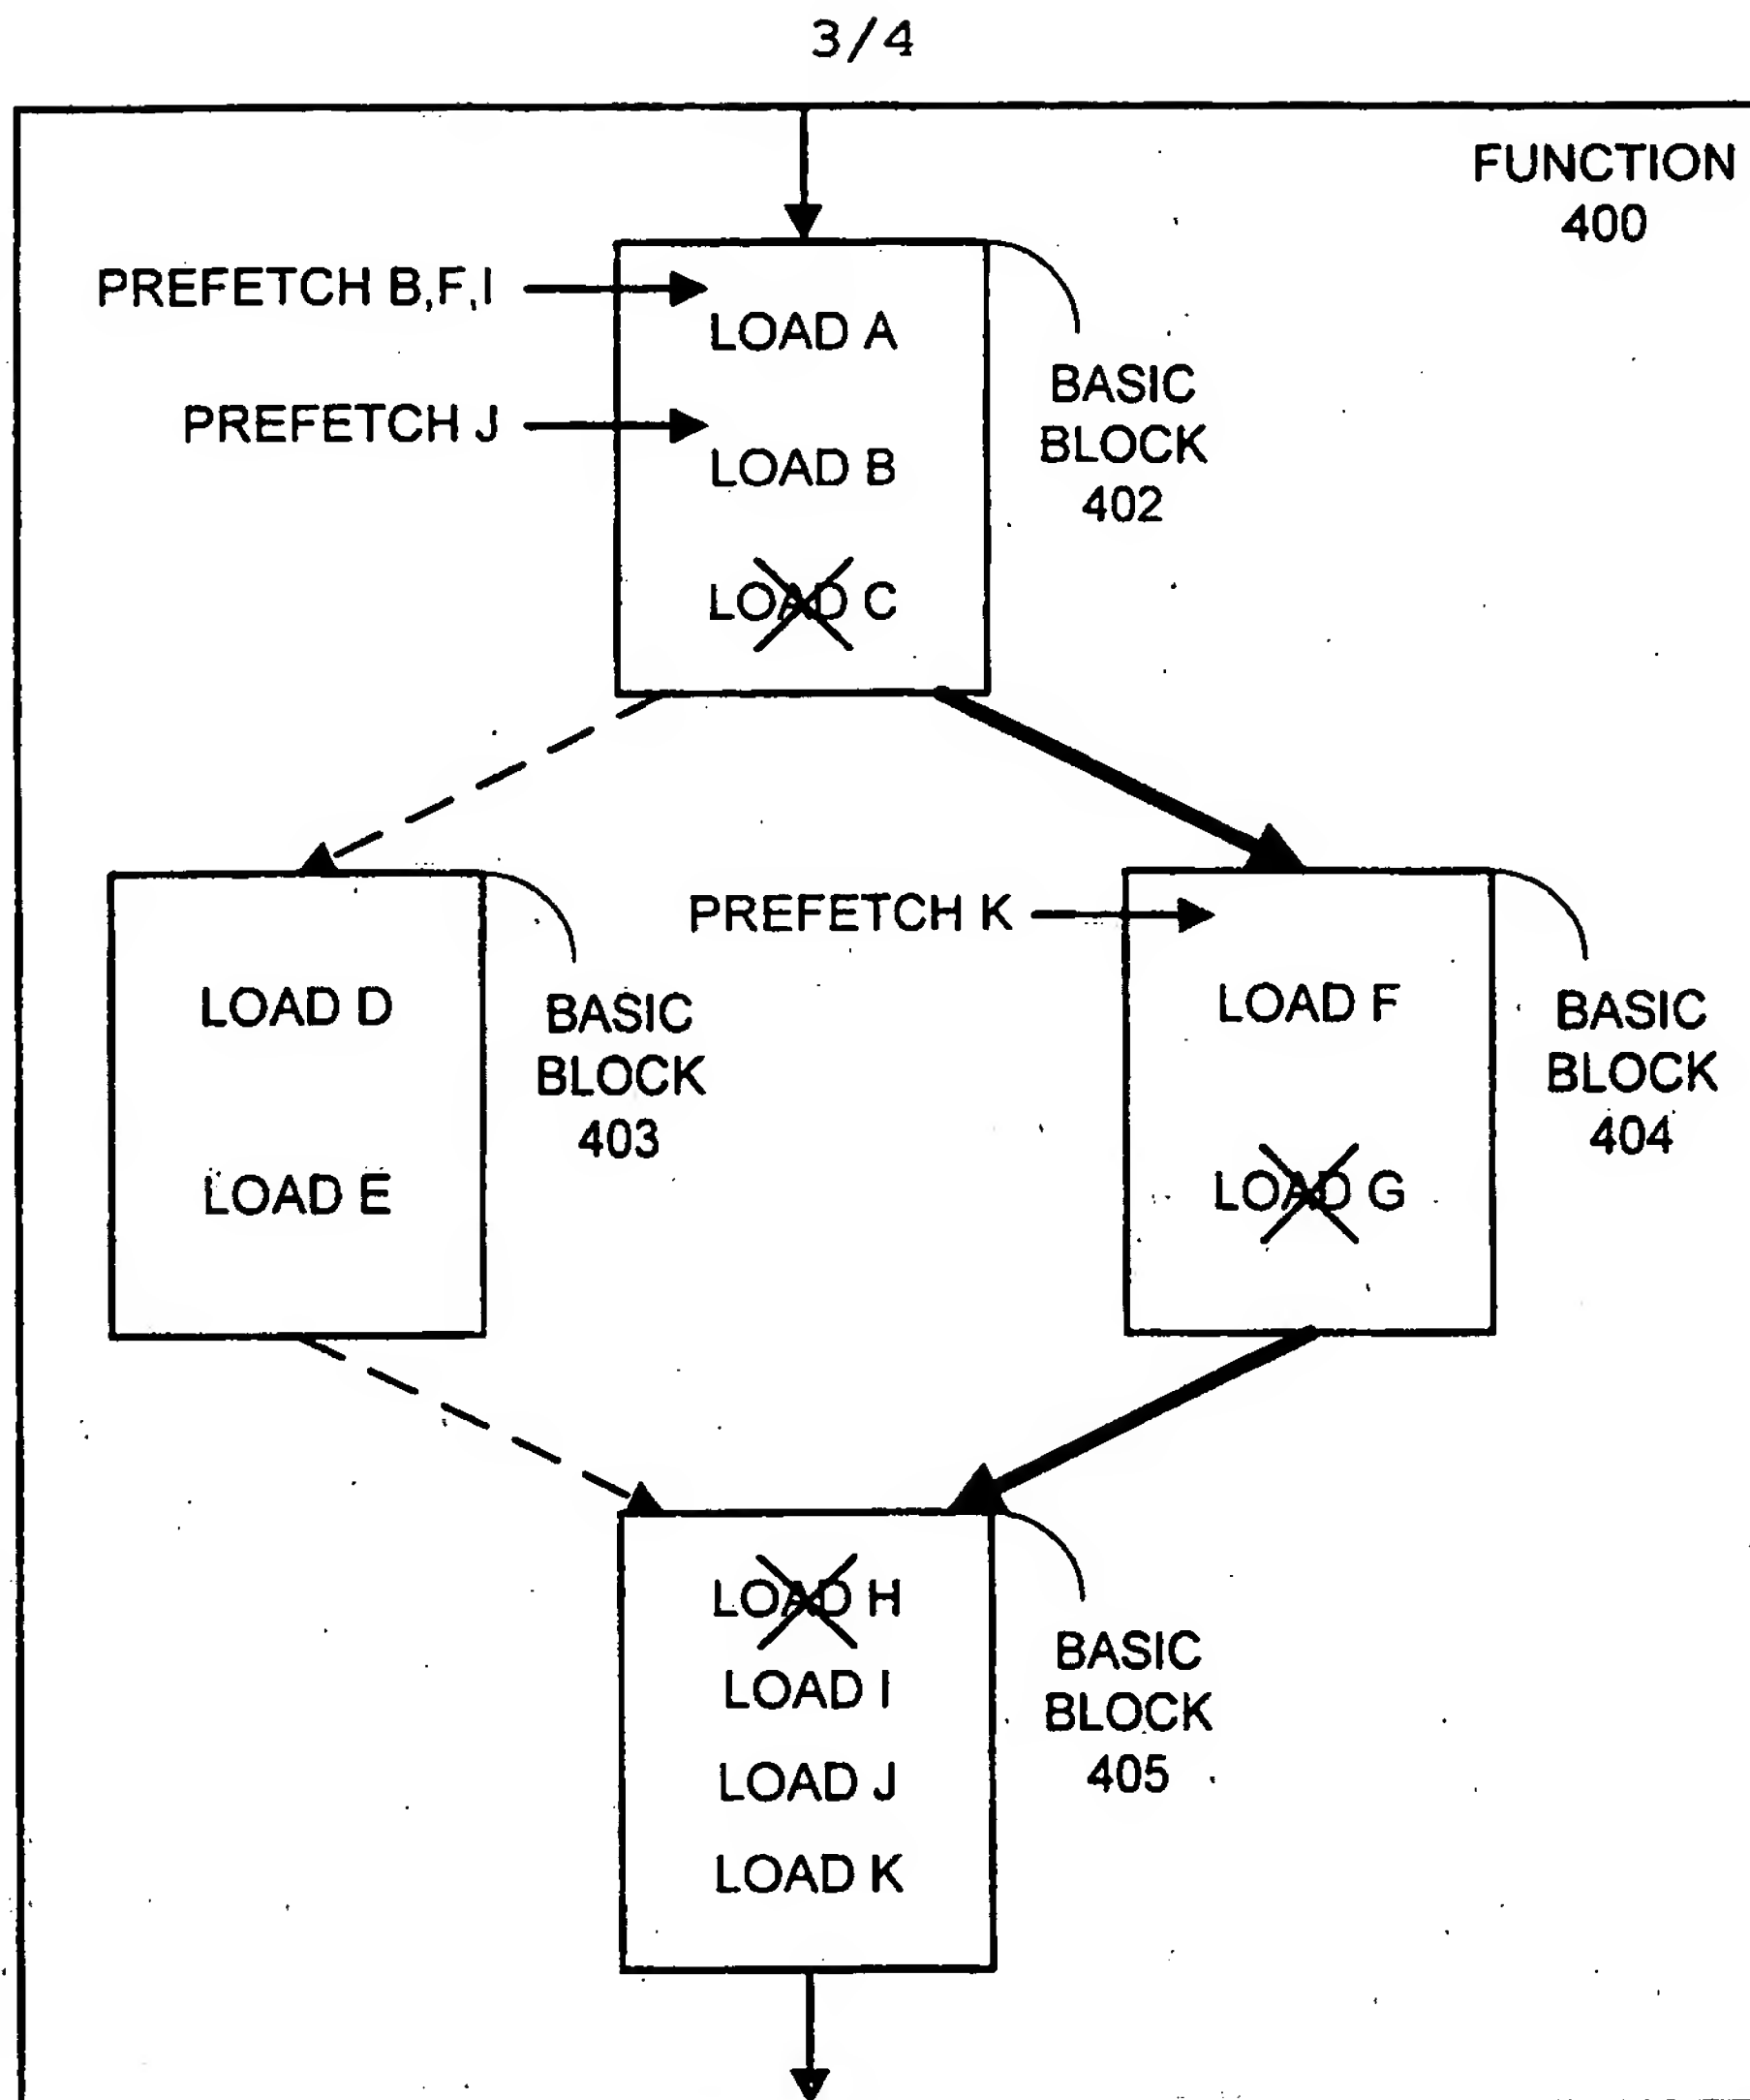 3/4
FUNCTION
400
PREFETCH B,F,I
LOAD A
PREFETCH J
LOAD B
LOAD C
BASIC
BLOCK
402
PREFETCH K
LOAD D
LOAD E
BASIC
BLOCK
403
LOAD F
LOAD G
BASIC
BLOCK
404
LOAD H
LOAD I
LOAD J
LOAD K
BASIC
BLOCK
405